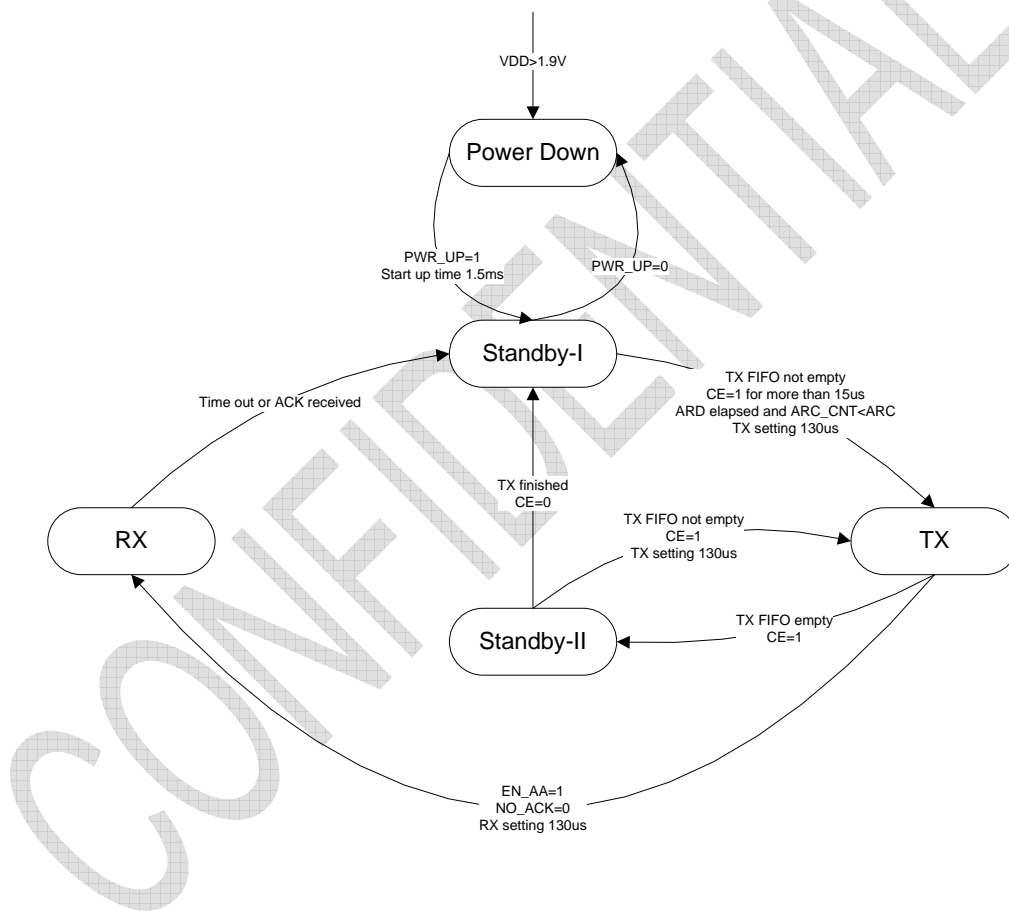 VDD>1.9V
Power Down
PWR_UP=1
Start up time 1.5ms
PWR_UP=0
Standby-I
TX FIFO not empty
CE=1 for more than 15us
ARD elapsed and ARC_CNT<ARC
TX setting 130us
Time out or ACK received
TX finished
CE=0
RX
TX FIFO not empty
CE=1
TX setting 130us
TX
Standby-II
TX FIFO empty
CE=1
EN_AA=1
NO_ACK=0
RX setting 130us
CONFIDENTIAL